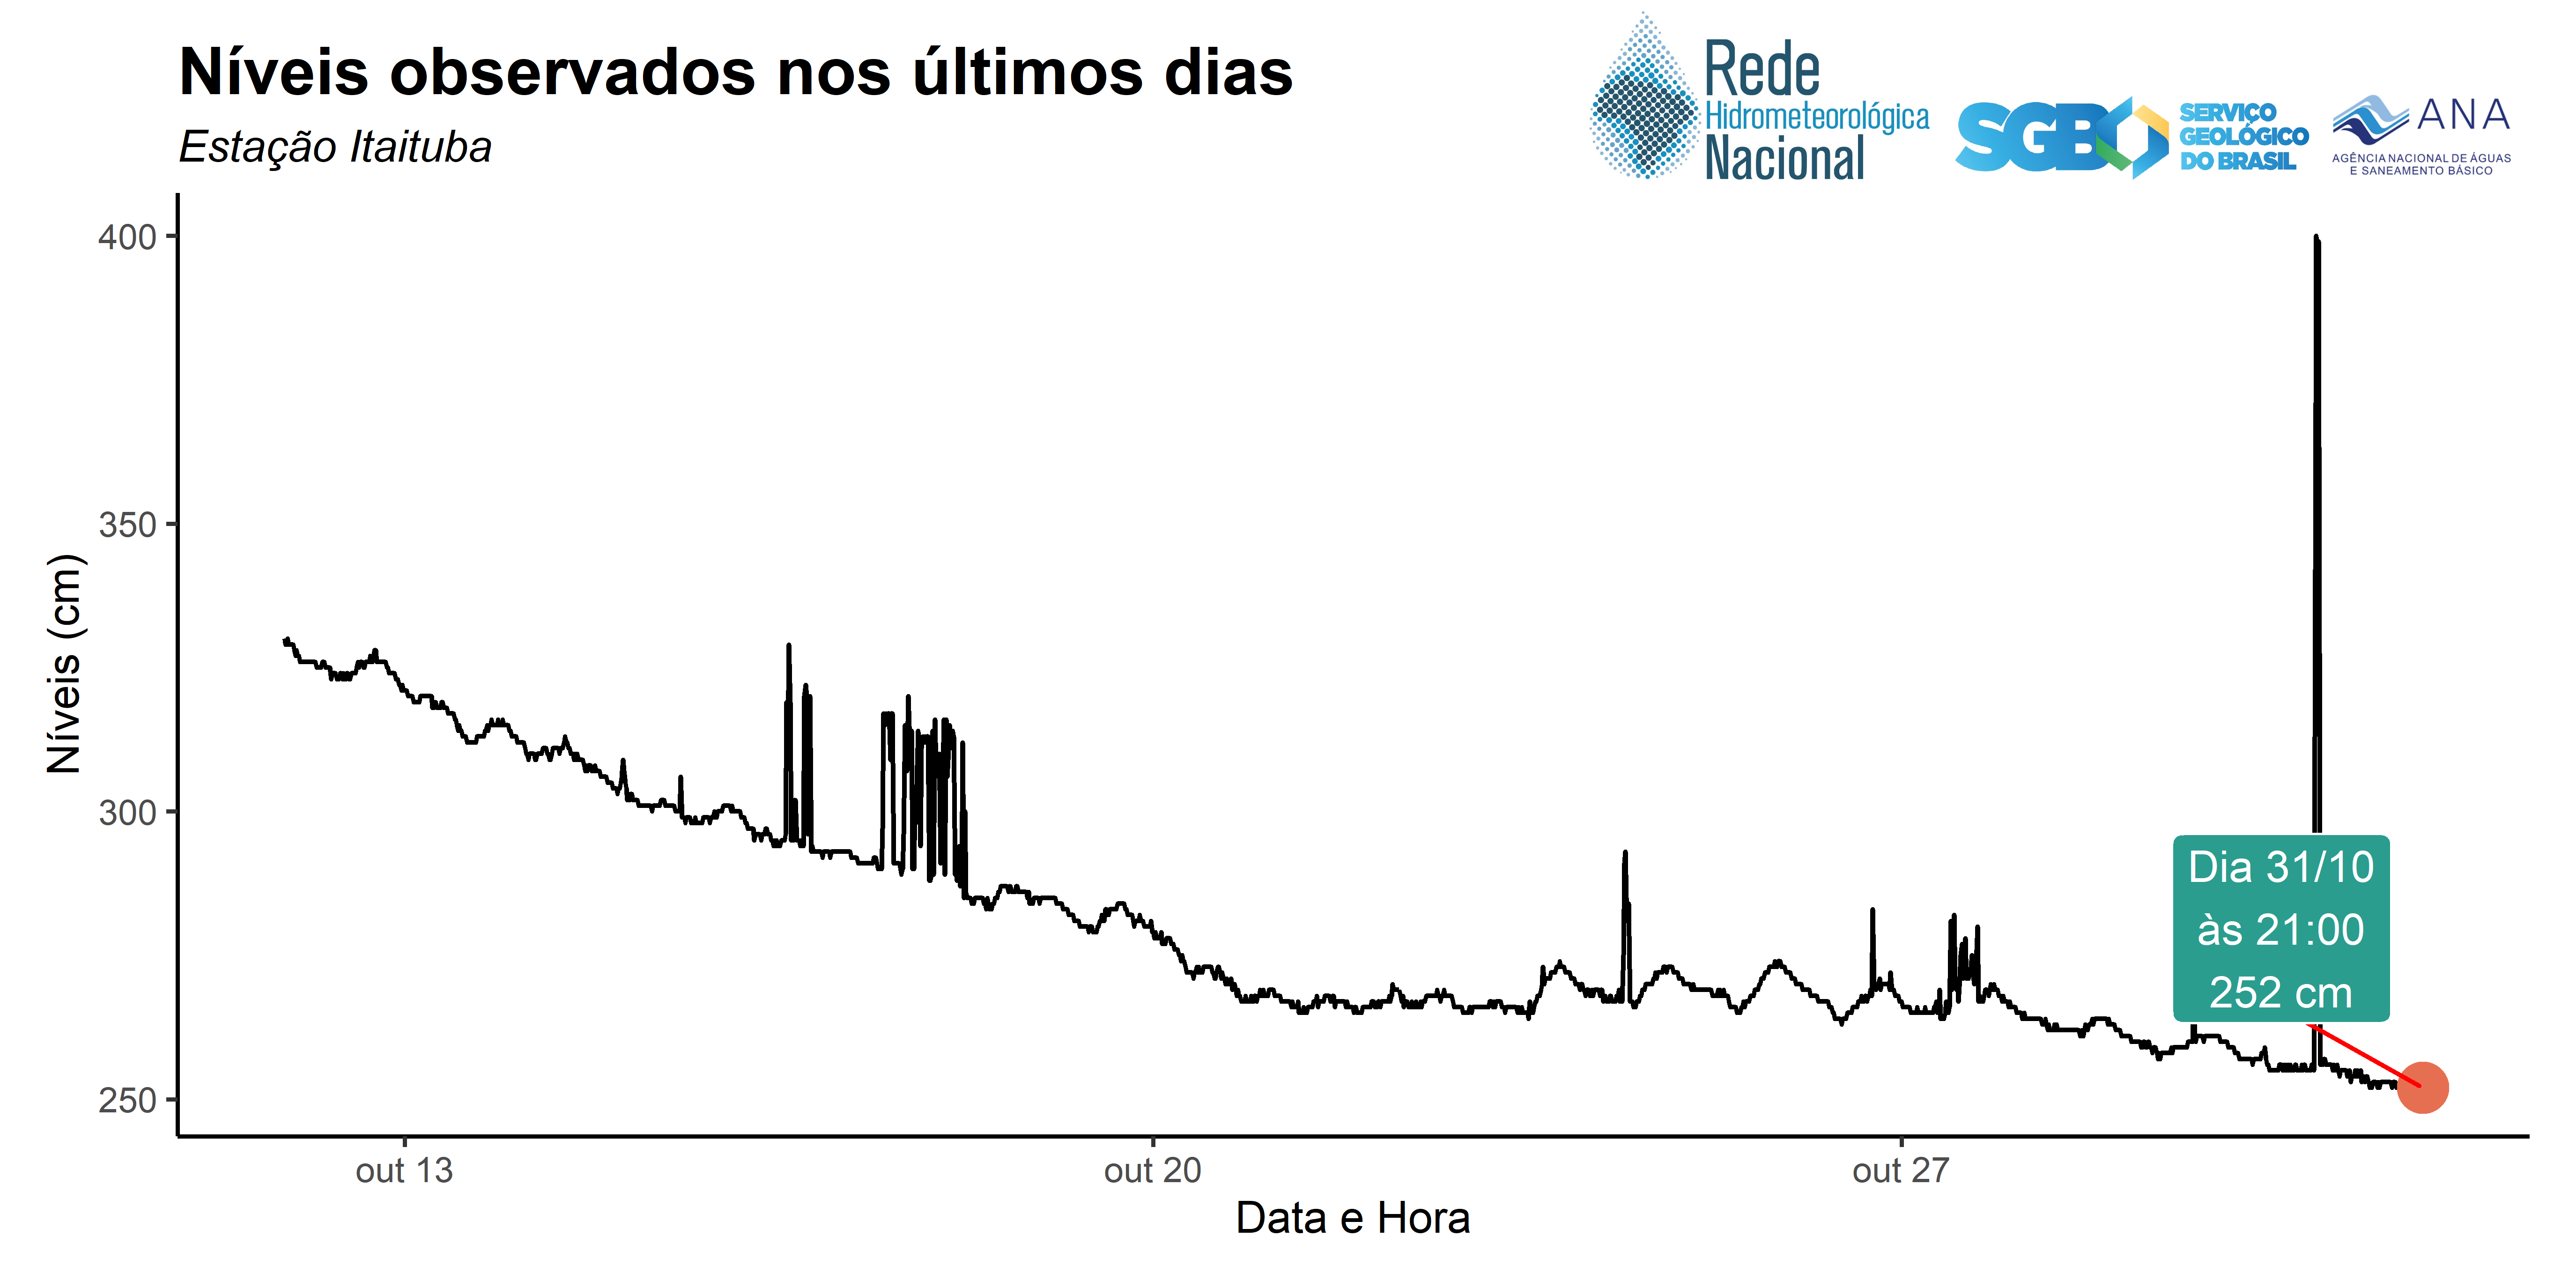 Níveis observados nos últimos dias
Estação Itaituba
Rede
Hidrometeorológica
Nacional
SGB
SERVIÇO
GEOLÓGICO
DO BRASIL
ANA
AGÊNCIA NACIONAL DE ÁGUAS
E SANEAMENTO BÁSICO
400
350
300
250
Níveis (cm)
Dia 31/10
às 21:00
252 cm
out 13
out 20
out 27
Data e Hora